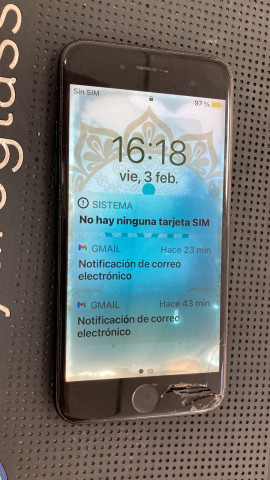 Sin SIM
97 %
16:18
vie, 3 feb.
SISTEMA
No hay ninguna tarjeta SIM
GMAIL Hace 23 min
Notificación de correo
electrónico
GMAIL Hace 43 min
Notificación de correo
electrónico